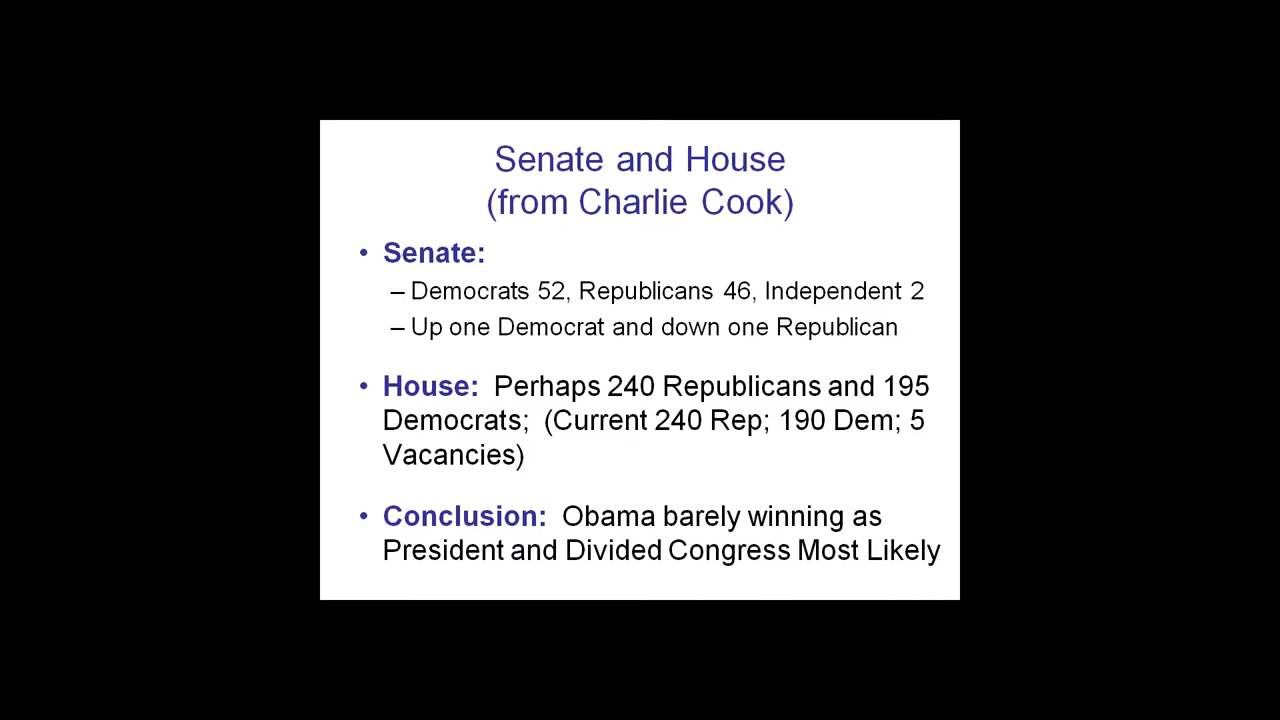 Senate and House
(from Charlie Cook)
• Senate:
– Democrats 52, Republicans 46, Independent 2
– Up one Democrat and down one Republican
• House: Perhaps 240 Republicans and 195
Democrats; (Current 240 Rep; 190 Dem; 5
Vacancies)
• Conclusion: Obama barely winning as
President and Divided Congress Most Likely